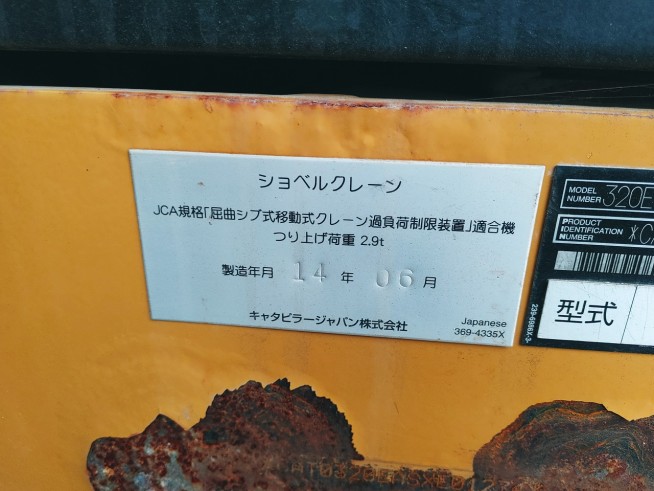 ショベルクレーン
JCA規格「屈曲ジブ式移動式クレーン過負荷制限装置」適合機
つり上げ荷重 2.9t
製造年月 14 年 06 月
キャタピラージャパン株式会社
Japanese
369-4335X
MODEL NUMBER 320E
PRODUCT IDENTIFICATION NUMBER *CA
型式